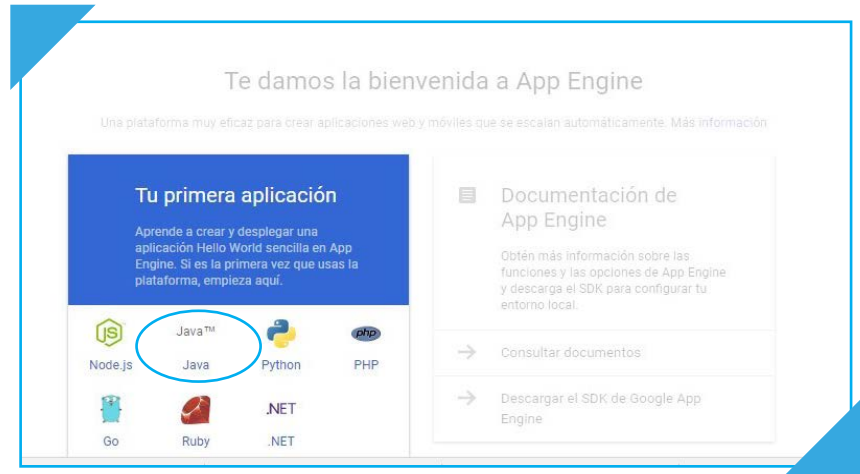 Te damos la bienvenida a App Engine
Una plataforma muy eficaz para crear aplicaciones web y móviles que se escalan automáticamente. Más información
Tu primera aplicación
Aprende a crear y desplegar una
aplicación Hello World sencilla en App
Engine. Si es la primera vez que usas la
plataforma, empieza aquí.
JS
Java™
php
Node.js
Java
Python
PHP
.NET
Go
Ruby
.NET
Documentación de
App Engine
Obtén más información sobre las
funciones y las opciones de App Engine
y descarga el SDK para configurar tu
entorno local.
Consultar documentos
Descargar el SDK de Google App
Engine